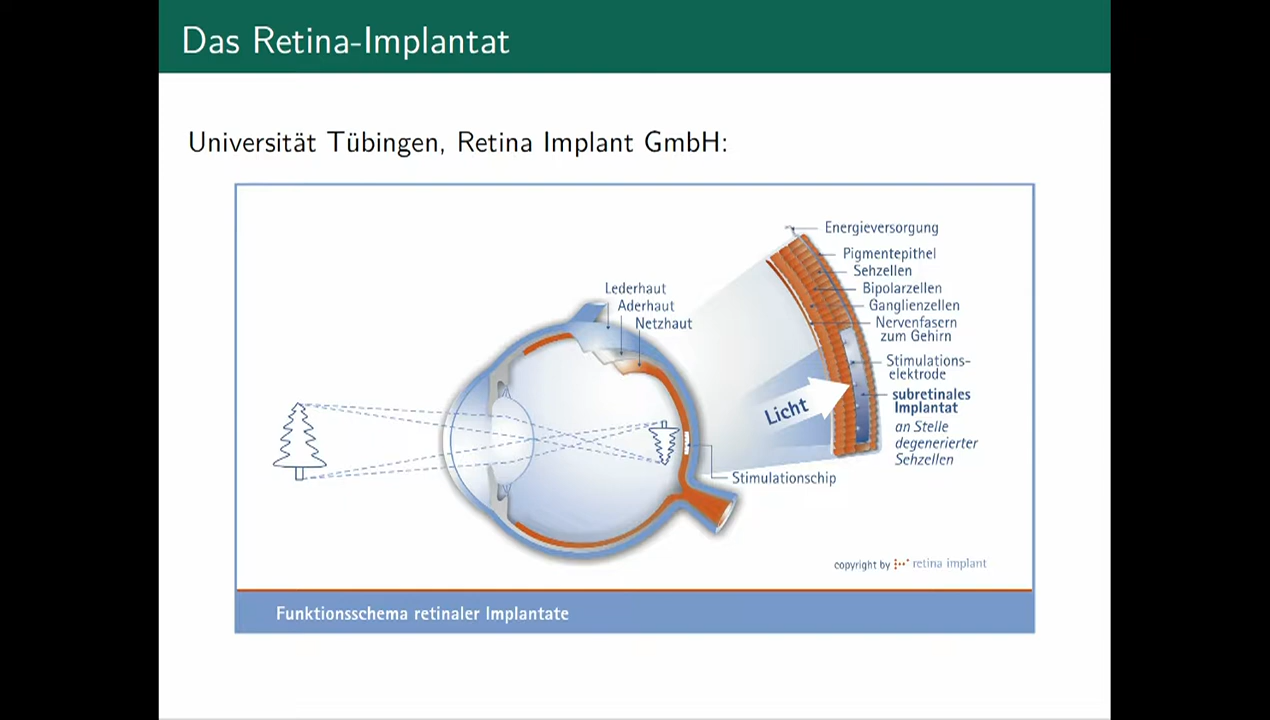 Das Retina-Implantat
Universität Tübingen, Retina Implant GmbH:
Lederhaut
Aderhaut
Netzhaut
Stimulationschip
Licht
Energieversorgung
Pigmentepithel
Sehzellen
Bipolarzellen
Ganglienzellen
Nervenfasern
zum Gehirn
Stimulations-
elektrode
subretinales
Implantat
an Stelle
degenerierter
Sehzellen
copyright by retina implant
Funktionsschema retinaler Implantate